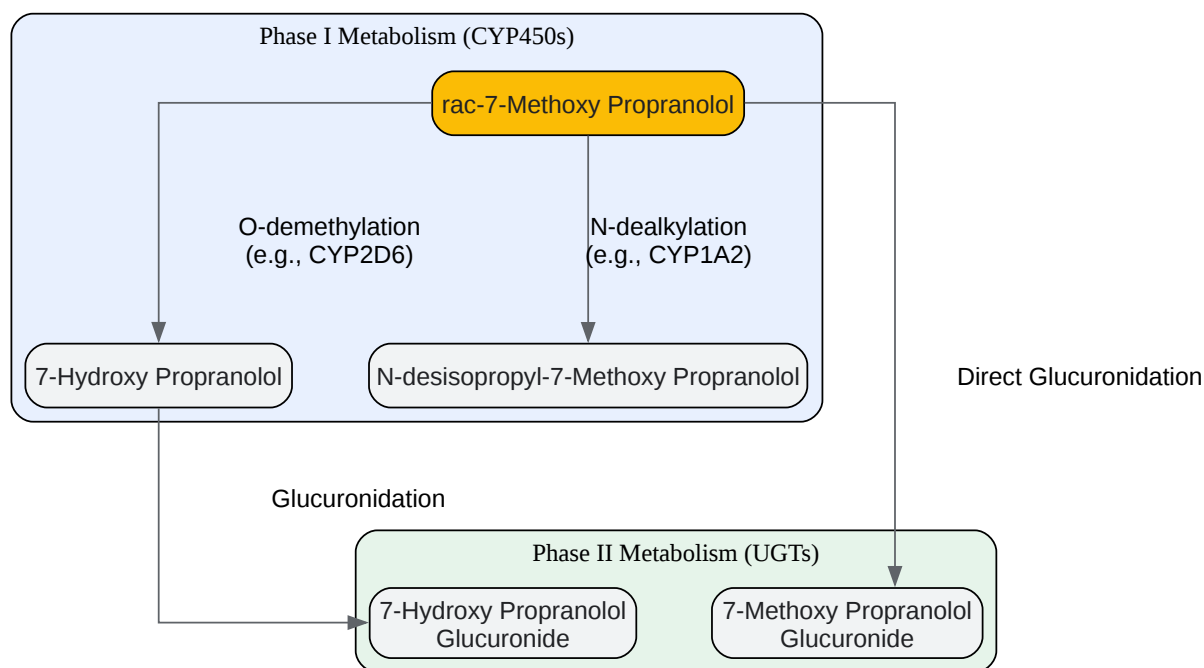 Phase I Metabolism (CYP450s)
rac-7-Methoxy Propranolol
O-demethylation
(e.g., CYP2D6)
N-dealkylation
(e.g., CYP1A2)
7-Hydroxy Propranolol
N-desisopropyl-7-Methoxy Propranolol
Direct Glucuronidation
Glucuronidation
Phase II Metabolism (UGTs)
7-Hydroxy Propranolol
Glucuronide
7-Methoxy Propranolol
Glucuronide